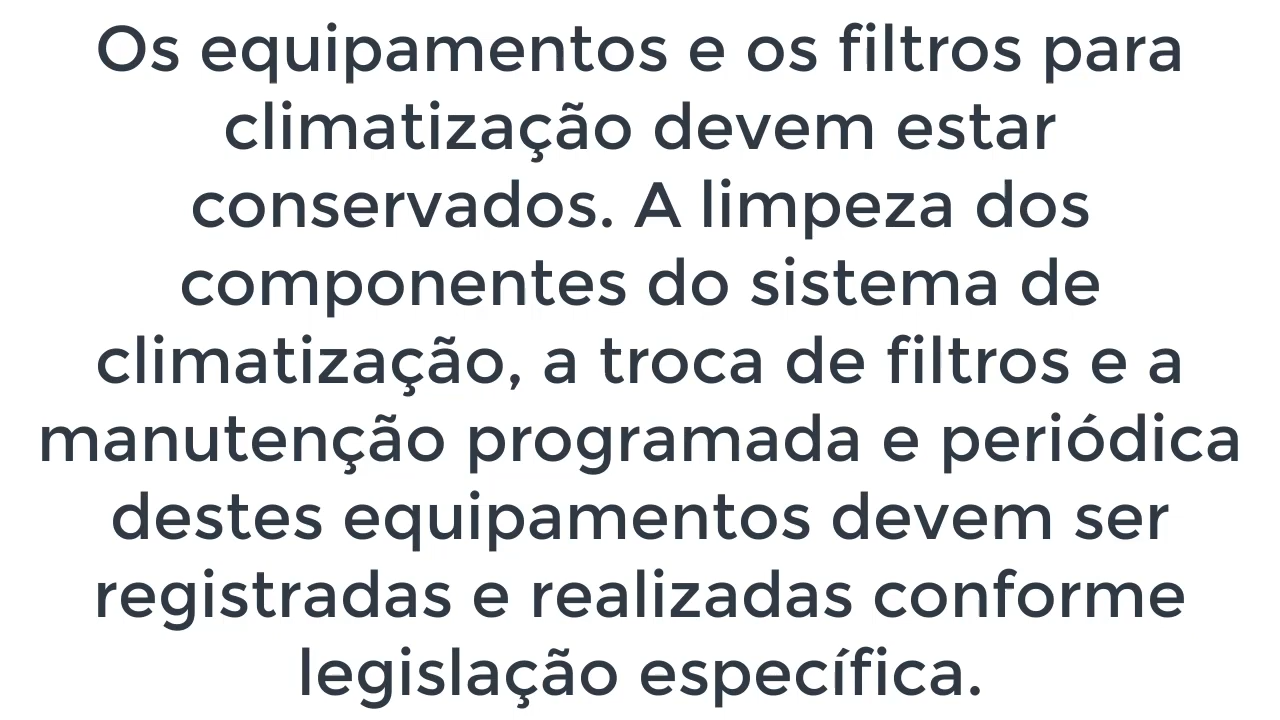 Os equipamentos e os filtros para
climatização devem estar
conservados. A limpeza dos
componentes do sistema de
climatização, a troca de filtros e a
manutenção programada e periódica
destes equipamentos devem ser
registradas e realizadas conforme
legislação específica.